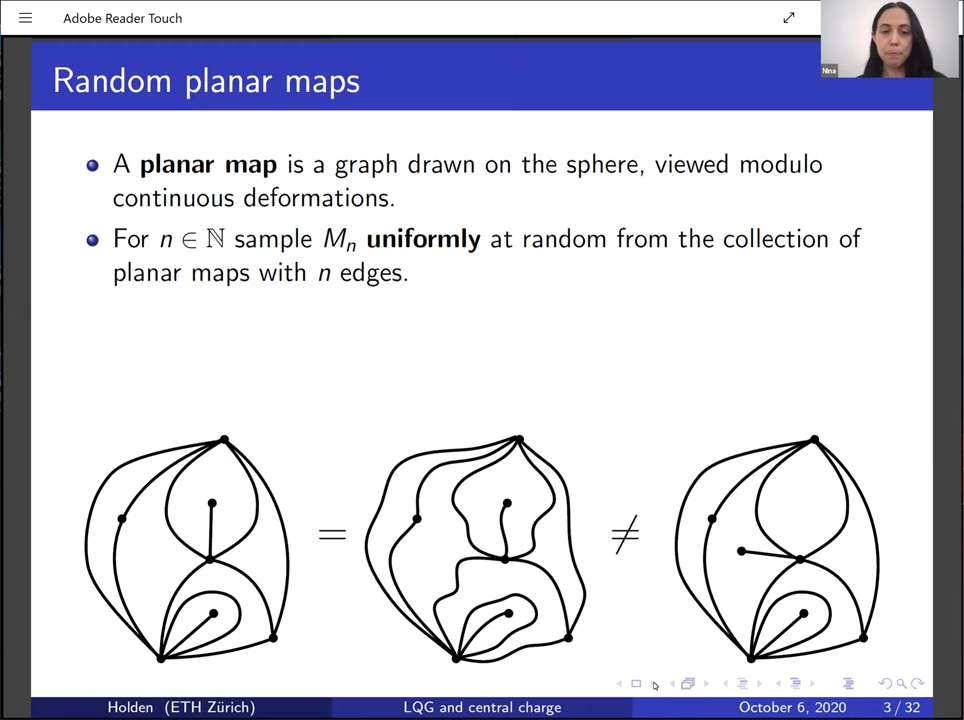 Adobe Reader Touch
Nina
Random planar maps
A planar map is a graph drawn on the sphere, viewed modulo
continuous deformations.
For n ∈ ℕ sample Mₙ uniformly at random from the collection of
planar maps with n edges.
= ≠
Holden (ETH Zürich) LQG and central charge October 6, 2020 3 / 32